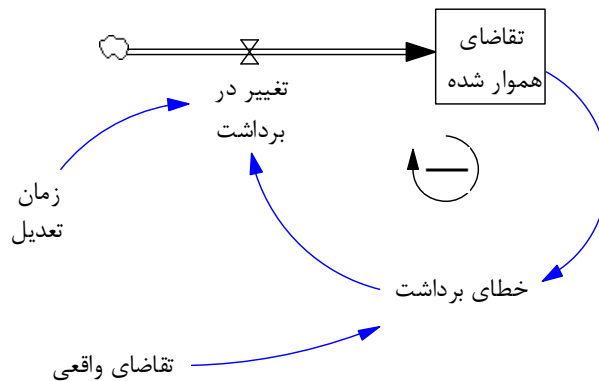 تقاضای
هموار شده
تغییر در
برداشت
زمان
تعدیل
خطای برداشت
تقاضای واقعی